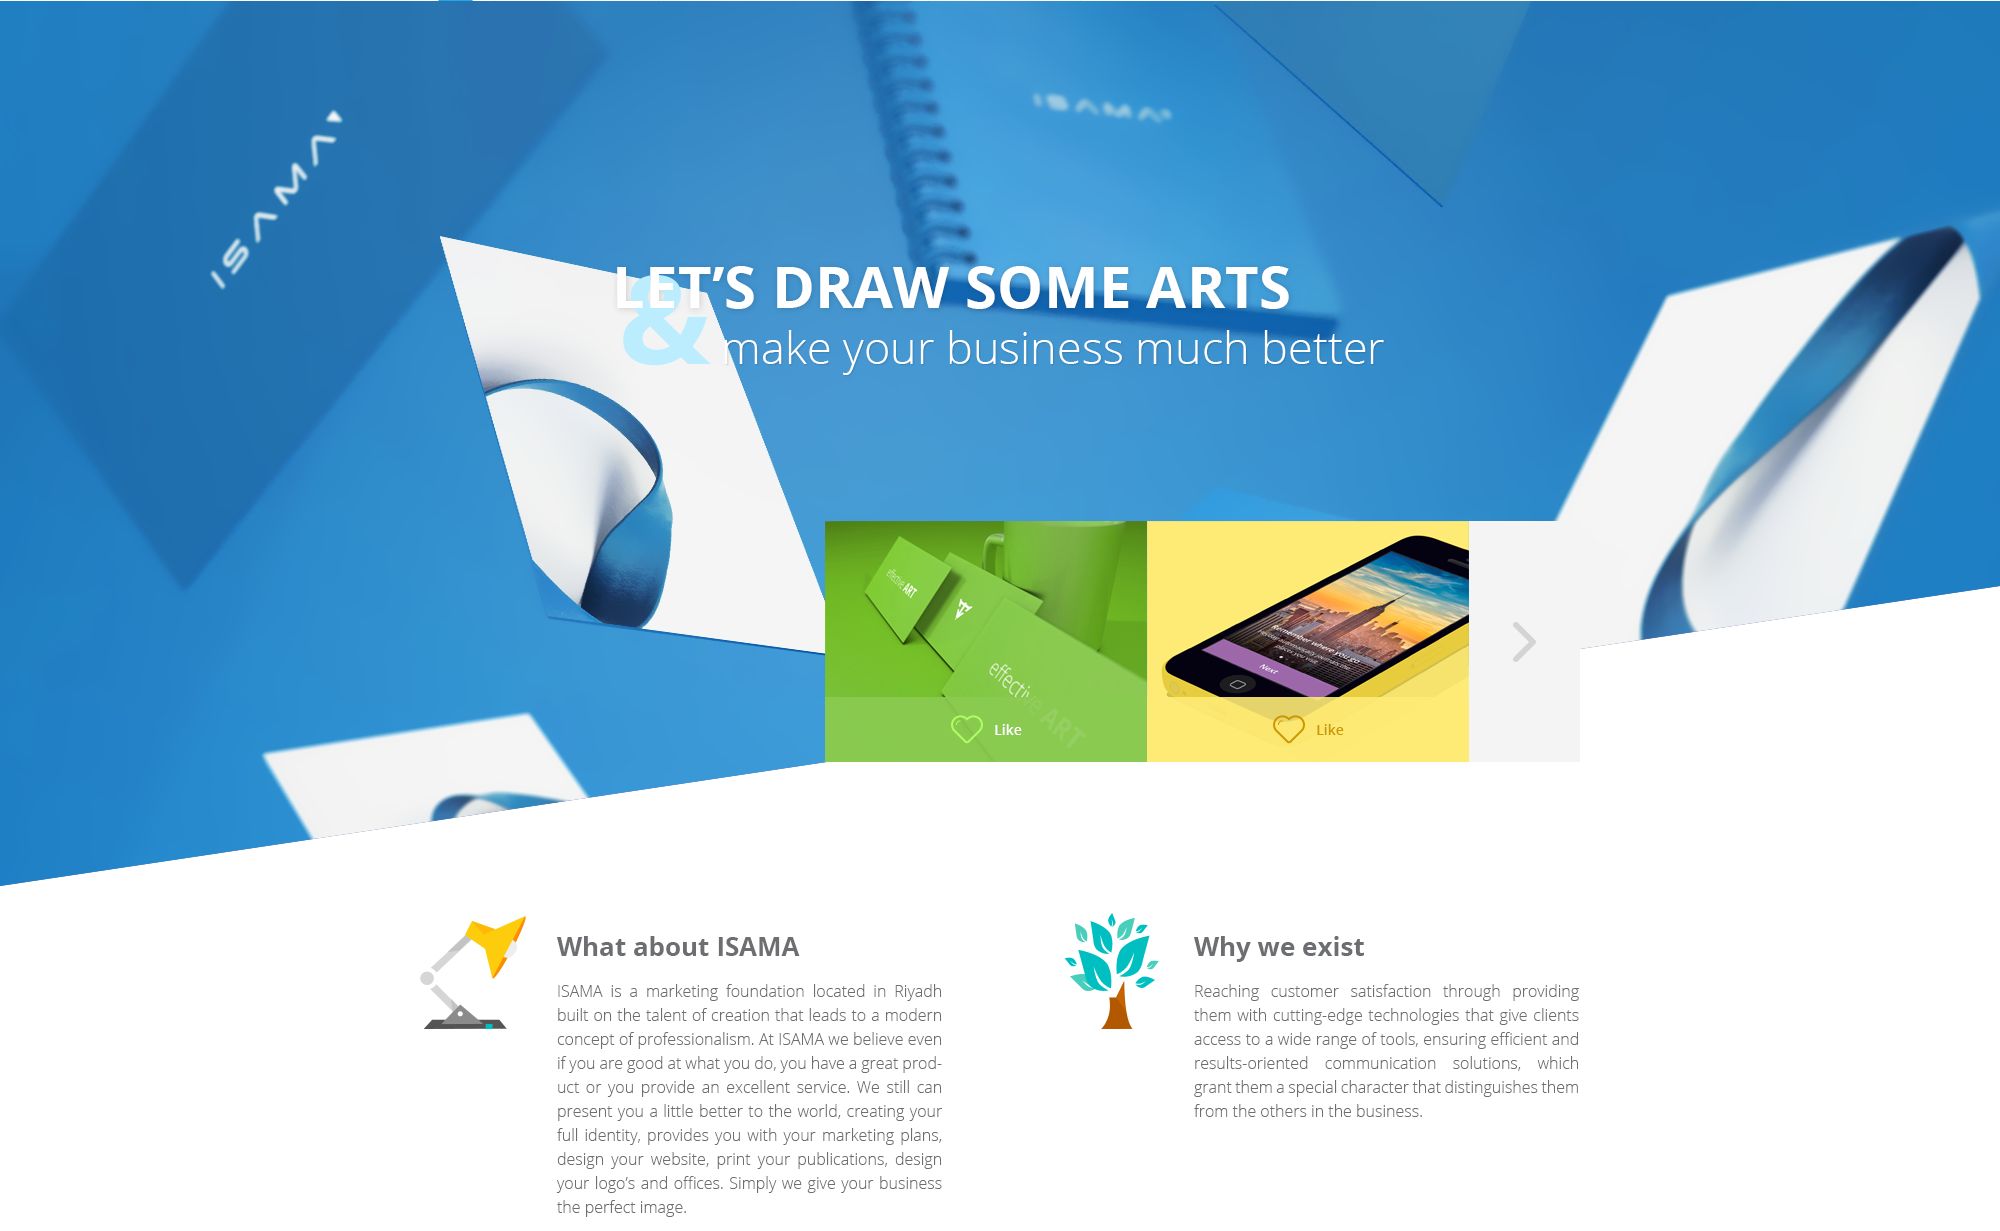 ISAMA
ISAMA
LET’S DRAW SOME ARTS
& make your business much better
effective ART
effective ART
Remember where you go
places you visit
Next
Like
Like
What about ISAMA
ISAMA is a marketing foundation located in Riyadh
built on the talent of creation that leads to a modern
concept of professionalism. At ISAMA we believe even
if you are good at what you do, you have a great prod-
uct or you provide an excellent service. We still can
present you a little better to the world, creating your
full identity, provides you with your marketing plans,
design your website, print your publications, design
your logo’s and offices. Simply we give your business
the perfect image.
Why we exist
Reaching customer satisfaction through providing
them with cutting-edge technologies that give clients
access to a wide range of tools, ensuring efficient and
results-oriented communication solutions, which
grant them a special character that distinguishes them
from the others in the business.